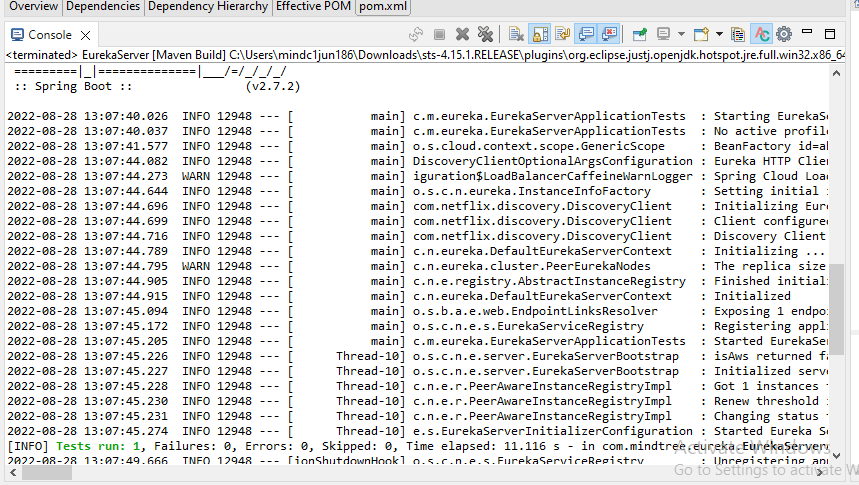 Overview Dependencies Dependency Hierarchy Effective POM pom.xml
Console
<terminated> EurekaServer [Maven Build] C:\Users\mindc1jun186\Downloads\sts-4.15.1.RELEASE\plugins\org.eclipse.justj.openjdk.hotspot.jre.full.win32.x86_64
=========|_|==============|___/=/_/_/_/
:: Spring Boot :: (v2.7.2)
2022-08-28 13:07:40.026 INFO 12948 --- [ main] c.m.eureka.EurekaServerApplicationTests : Starting EurekaS
2022-08-28 13:07:40.037 INFO 12948 --- [ main] c.m.eureka.EurekaServerApplicationTests : No active profil
2022-08-28 13:07:41.577 INFO 12948 --- [ main] o.s.cloud.context.scope.GenericScope : BeanFactory id=a
2022-08-28 13:07:44.082 INFO 12948 --- [ main] DiscoveryClientOptionalArgsConfiguration : Eureka HTTP Clie
2022-08-28 13:07:44.273 WARN 12948 --- [ main] iguration$LoadBalancerCaffeineWarnLogger : Spring Cloud Loa
2022-08-28 13:07:44.644 INFO 12948 --- [ main] o.s.c.n.eureka.InstanceInfoFactory : Setting initial
2022-08-28 13:07:44.696 INFO 12948 --- [ main] com.netflix.discovery.DiscoveryClient : Initializing Eur
2022-08-28 13:07:44.699 INFO 12948 --- [ main] com.netflix.discovery.DiscoveryClient : Client configure
2022-08-28 13:07:44.716 INFO 12948 --- [ main] com.netflix.discovery.DiscoveryClient : Discovery Client
2022-08-28 13:07:44.789 INFO 12948 --- [ main] c.n.eureka.DefaultEurekaServerContext : Initializing ...
2022-08-28 13:07:44.795 WARN 12948 --- [ main] c.n.eureka.cluster.PeerEurekaNodes : The replica size
2022-08-28 13:07:44.905 INFO 12948 --- [ main] c.n.e.registry.AbstractInstanceRegistry : Finished initial
2022-08-28 13:07:44.915 INFO 12948 --- [ main] c.n.eureka.DefaultEurekaServerContext : Initialized
2022-08-28 13:07:45.094 INFO 12948 --- [ main] o.s.b.a.e.web.EndpointLinksResolver : Exposing 1 endpo
2022-08-28 13:07:45.172 INFO 12948 --- [ main] o.s.c.n.e.s.EurekaServiceRegistry : Registering appl
2022-08-28 13:07:45.205 INFO 12948 --- [ main] c.m.eureka.EurekaServerApplicationTests : Started EurekaSe
2022-08-28 13:07:45.226 INFO 12948 --- [ Thread-10] o.s.c.n.e.server.EurekaServerBootstrap : isAws returned f
2022-08-28 13:07:45.227 INFO 12948 --- [ Thread-10] o.s.c.n.e.server.EurekaServerBootstrap : Initialized serv
2022-08-28 13:07:45.228 INFO 12948 --- [ Thread-10] c.n.e.r.PeerAwareInstanceRegistryImpl : Got 1 instances
2022-08-28 13:07:45.230 INFO 12948 --- [ Thread-10] c.n.e.r.PeerAwareInstanceRegistryImpl : Renew threshold
2022-08-28 13:07:45.231 INFO 12948 --- [ Thread-10] c.n.e.r.PeerAwareInstanceRegistryImpl : Changing status
2022-08-28 13:07:45.274 INFO 12948 --- [ Thread-10] e.s.EurekaServerInitializerConfiguration : Started Eureka Se
[INFO] Tests run: 1, Failures: 0, Errors: 0, Skipped: 0, Time elapsed: 11.116 s - in com.mindtree.eureka.EurekaServer
2022-08-28 13:07:49.666 INFO 12948 --- [ionShutdownHook] o.s.c.n.e.s.EurekaServiceRegistry : Unregistering
Activate Windows
Go to Settings to activate W